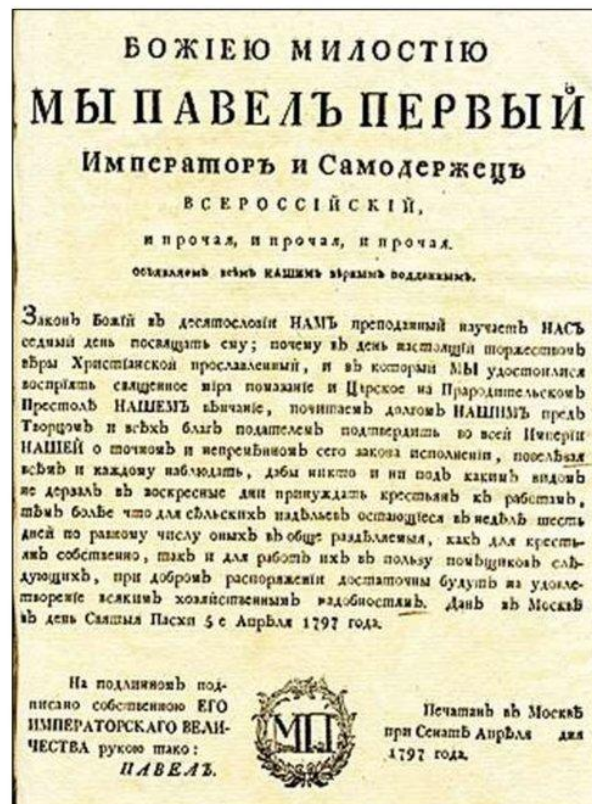 БОЖІЕЮ МИЛОСТІЮ
МЫ ПАВЕЛЪ ПЕРВЫЙ
Императоръ и Самодержецъ
ВСЕРОССІЙСКІЙ,
и прочая, и прочая, и прочая.
Объявляемъ всѣмъ НАШИМЪ вѣрнымъ подданнымъ.
Законъ Божій въ десятословіи НАМЪ преподанный научаетъ НАСЪ
седмый день посвящать ему; почему въ день настоящій торжествомъ
вѣры Христіанской прославленный, и въ который МЫ удостоилися
воспріять священное мѵра помазаніе и Царское на Прародительскомъ
Престолѣ НАШЕМЪ вѣнчаніе, почитаемъ долгомъ НАШИМЪ предъ
Творцомъ и всѣхъ благъ подателемъ подтвердить во всей Имперіи
НАШЕЙ о точномъ и непремѣнномъ сего закона исполненіи, повелѣвая
всѣмъ и каждому наблюдать, дабы никто и ни подъ какимъ видомъ
не дерзалъ въ воскресные дни принуждать крестьянъ къ работамъ,
тѣмъ болѣе что для сѣльскихъ издѣльевъ остающіеся въ недѣлѣ шесть
дней по равному числу оныхъ въ обще раздѣляемыя, какъ для кресть-
янъ собственно, такъ и для работъ ихъ въ пользу помѣщиковъ слѣ-
дующихъ, при добромъ распоряженіи достаточны будутъ на удовле-
твореніе всякимъ хозяйственнымъ надобностямъ. Данъ въ Москвѣ
въ день Святыя Пасхи 5 е Апрѣля 1797 года.
На подлинномъ под-
писано собственною ЕГО
ИМПЕРАТОРСКАГО ВЕЛИ-
ЧЕСТВА рукою тако:
ПАВЕЛЪ.
МП
Печатанъ въ Москвѣ
при Сенатѣ Апрѣля дня
1797 года.